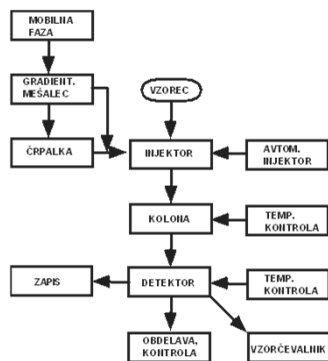 MOBILNA
FAZA
GRADIENT.
MEŠALEC
VZOREC
ČRPALKA
INJEKTOR
AVTOM.
INJEKTOR
KOLONA
TEMP.
KONTROLA
ZAPIS
DETEKTOR
TEMP.
KONTROLA
OBDELAVA,
KONTROLA
VZORČEVALNIK